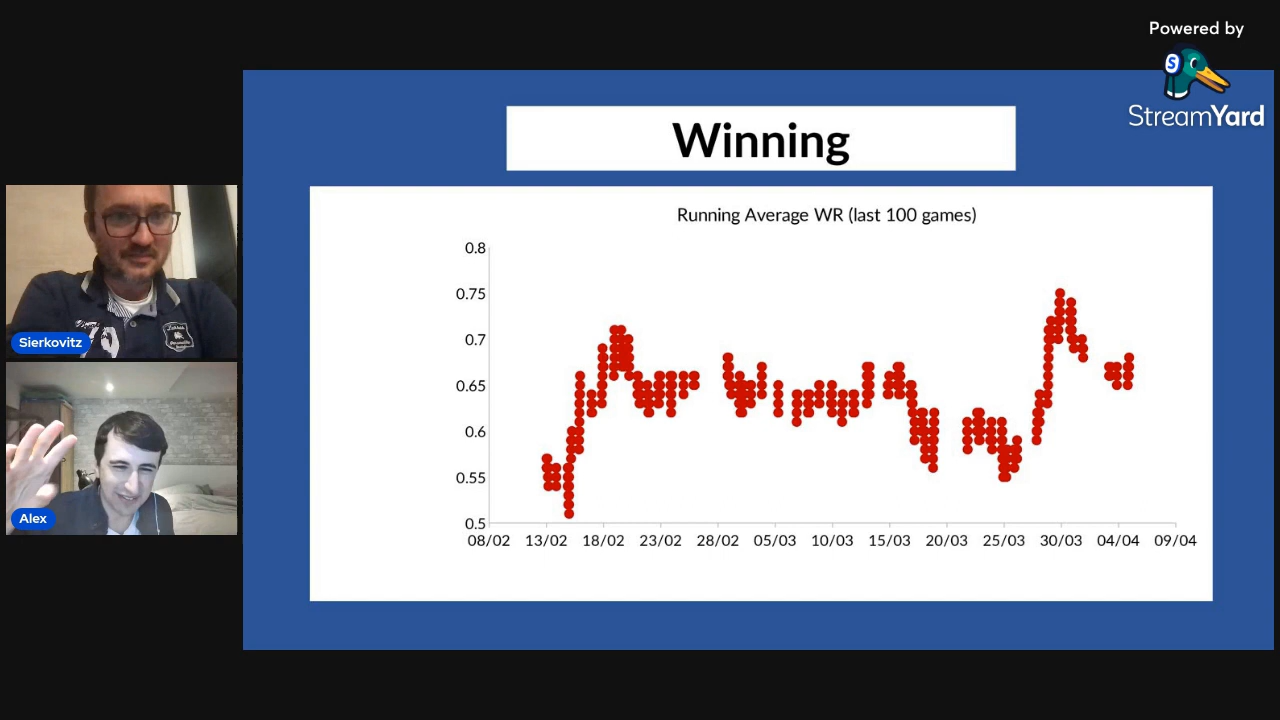 Powered by
StreamYard
Winning
Running Average WR (last 100 games)
0.8
0.75
0.7
0.65
0.6
0.55
0.5
08/02 13/02 18/02 23/02 28/02 05/03 10/03 15/03 20/03 25/03 30/03 04/04 09/04
Sierkovitz
Alex